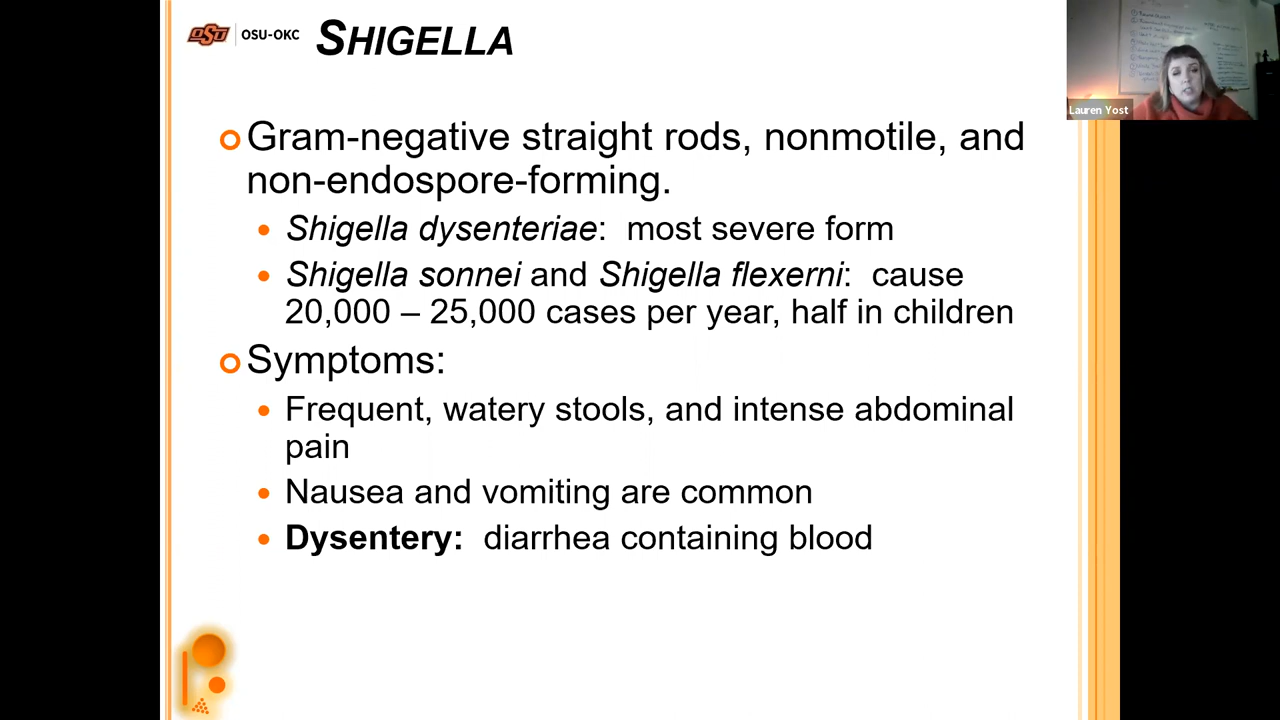 OSU OSU-OKC SHIGELLA
Lauren Yost
Gram-negative straight rods, nonmotile, and
non-endospore-forming.
Shigella dysenteriae: most severe form
Shigella sonnei and Shigella flexerni: cause
20,000 – 25,000 cases per year, half in children
Symptoms:
Frequent, watery stools, and intense abdominal
pain
Nausea and vomiting are common
Dysentery: diarrhea containing blood